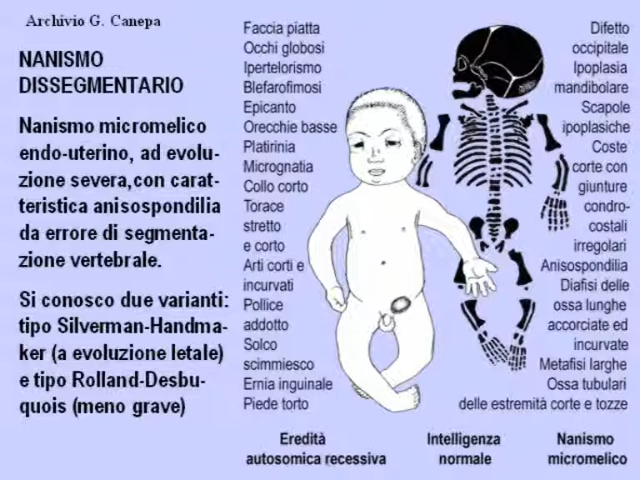 Archivio G. Canepa
NANISMO
DISSEGMENTARIO
Nanismo micromelico
endo-uterino, ad evolu-
zione severa, con carat-
teristica anisospondilia
da errore di segmenta-
zione vertebrale.
Si conosco due varianti:
tipo Silverman-Handma-
ker (a evoluzione letale)
e tipo Rolland-Desbu-
quois (meno grave)
Faccia piatta
Occhi globosi
Ipertelorismo
Blefarofimosi
Epicanto
Orecchie basse
Platirinia
Micrognatia
Collo corto
Torace
stretto
e corto
Arti corti e
incurvati
Pollice
addotto
Solco
scimmiesco
Ernia inguinale
Piede torto
Difetto
occipitale
Ipoplasia
mandibolare
Scapole
ipoplasiche
Coste
corte con
giunture
condro-
costali
irregolari
Anisospondilia
Diafisi delle
ossa lunghe
accorciate ed
incurvate
Metafisi larghe
Ossa tubulari
delle estremità corte e tozze
Eredità
autosomica recessiva
Intelligenza
normale
Nanismo
micromelico